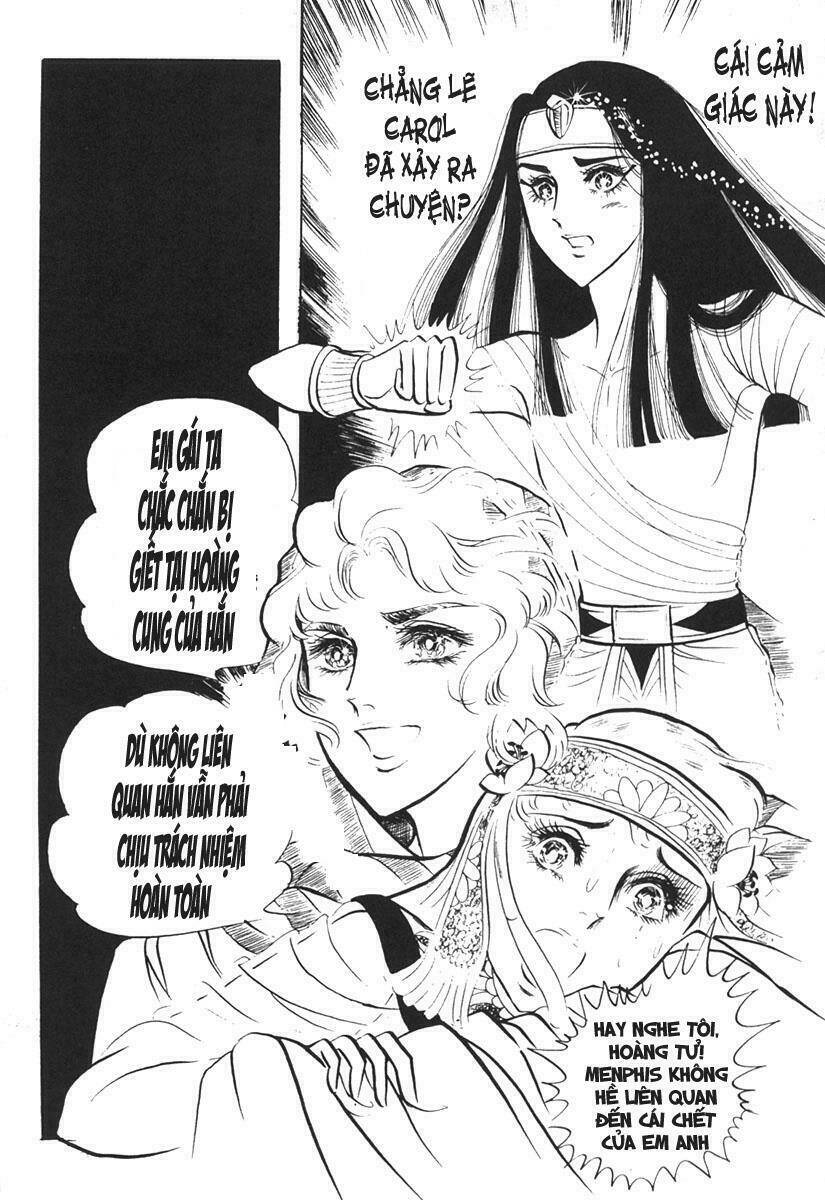 CÁI CẢM
GIÁC NÀY!
CHẲNG LẼ
CAROL
ĐÃ XẢY RA
CHUYỆN?
EM GÁI TA
CHẮC CHẮN BỊ
GIẾT TẠI HOÀNG
CUNG CỦA HẮN
DÙ KHÔNG LIÊN
QUAN HẮN VẪN PHẢI
CHỊU TRÁCH NHIỆM
HOÀN TOÀN
HAY NGHE TÔI,
HOÀNG TỬ!
MENPHIS KHÔNG
HỀ LIÊN QUAN
ĐẾN CÁI CHẾT
CỦA EM ANH